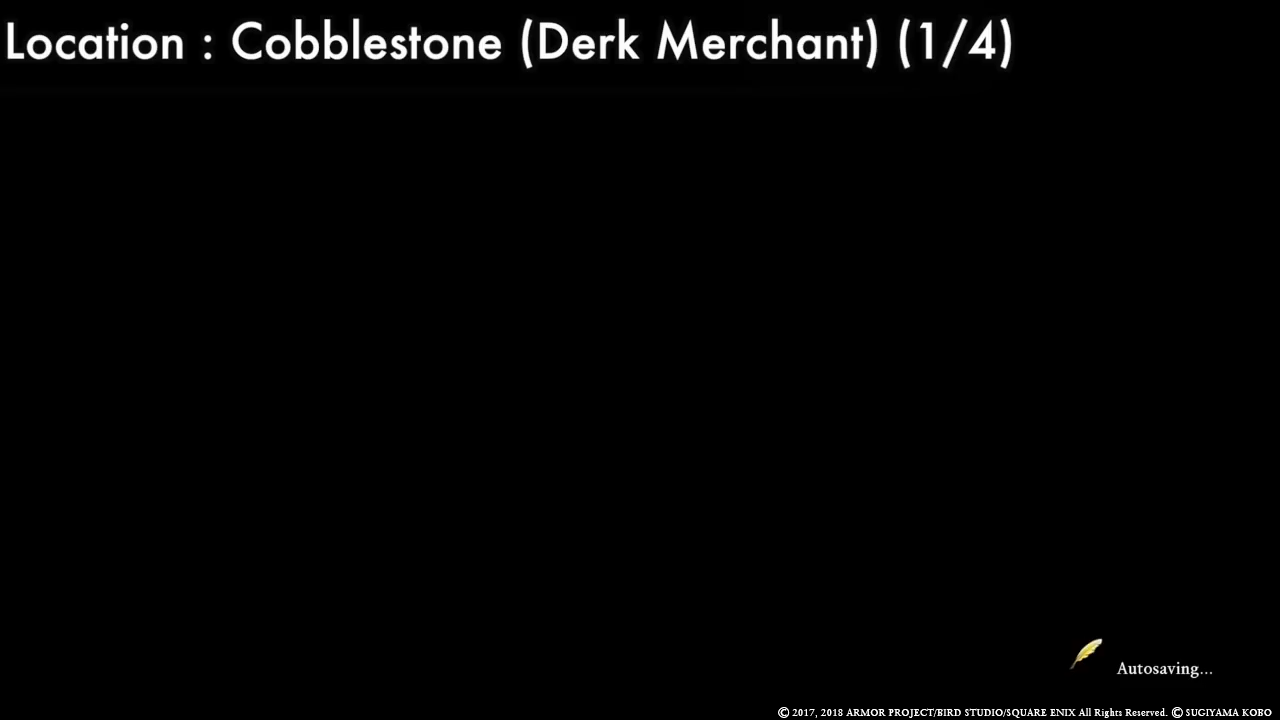 Location : Cobblestone (Derk Merchant) (1/4)
Autosaving...
© 2017, 2018 ARMOR PROJECT/BIRD STUDIO/SQUARE ENIX All Rights Reserved. © SUGIYAMA KOBO